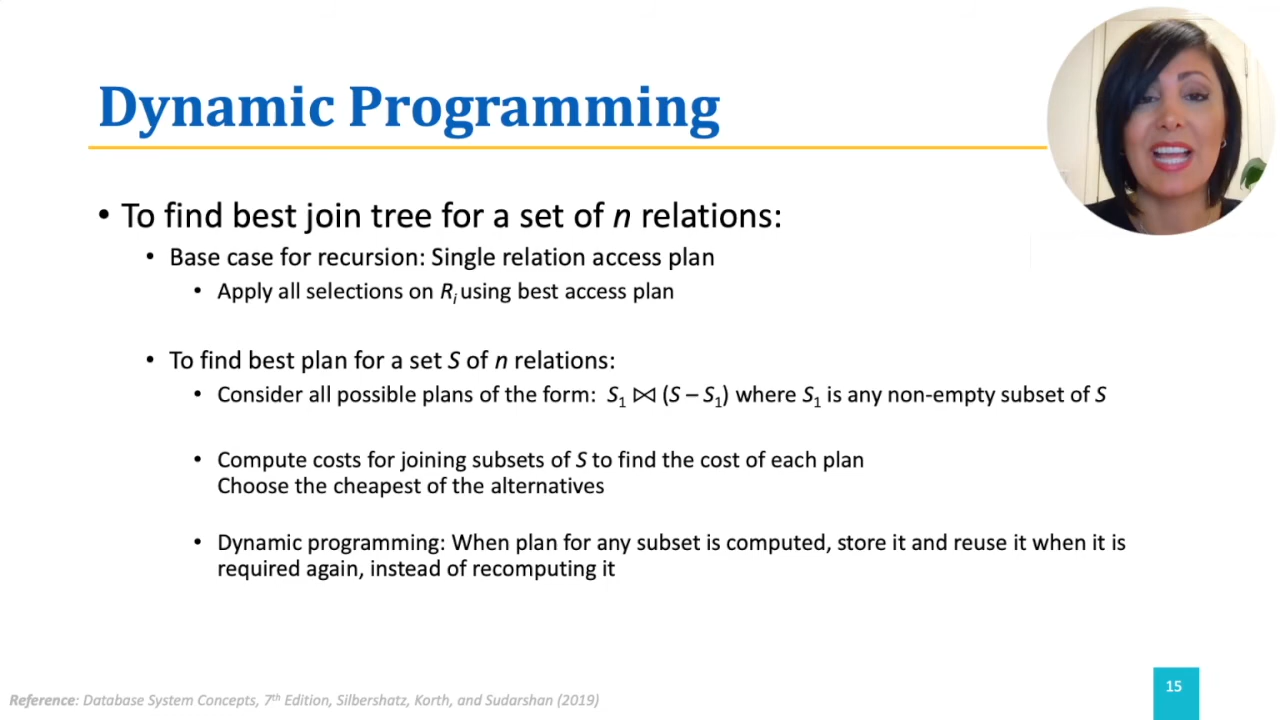 Dynamic Programming
• To find best join tree for a set of n relations:
• Base case for recursion: Single relation access plan
• Apply all selections on Ri using best access plan
• To find best plan for a set S of n relations:
• Consider all possible plans of the form: S1 ⋈ (S – S1) where S1 is any non-empty subset of S
• Compute costs for joining subsets of S to find the cost of each plan
Choose the cheapest of the alternatives
• Dynamic programming: When plan for any subset is computed, store it and reuse it when it is
required again, instead of recomputing it
Reference: Database System Concepts, 7th Edition, Silbershatz, Korth, and Sudarshan (2019)
15